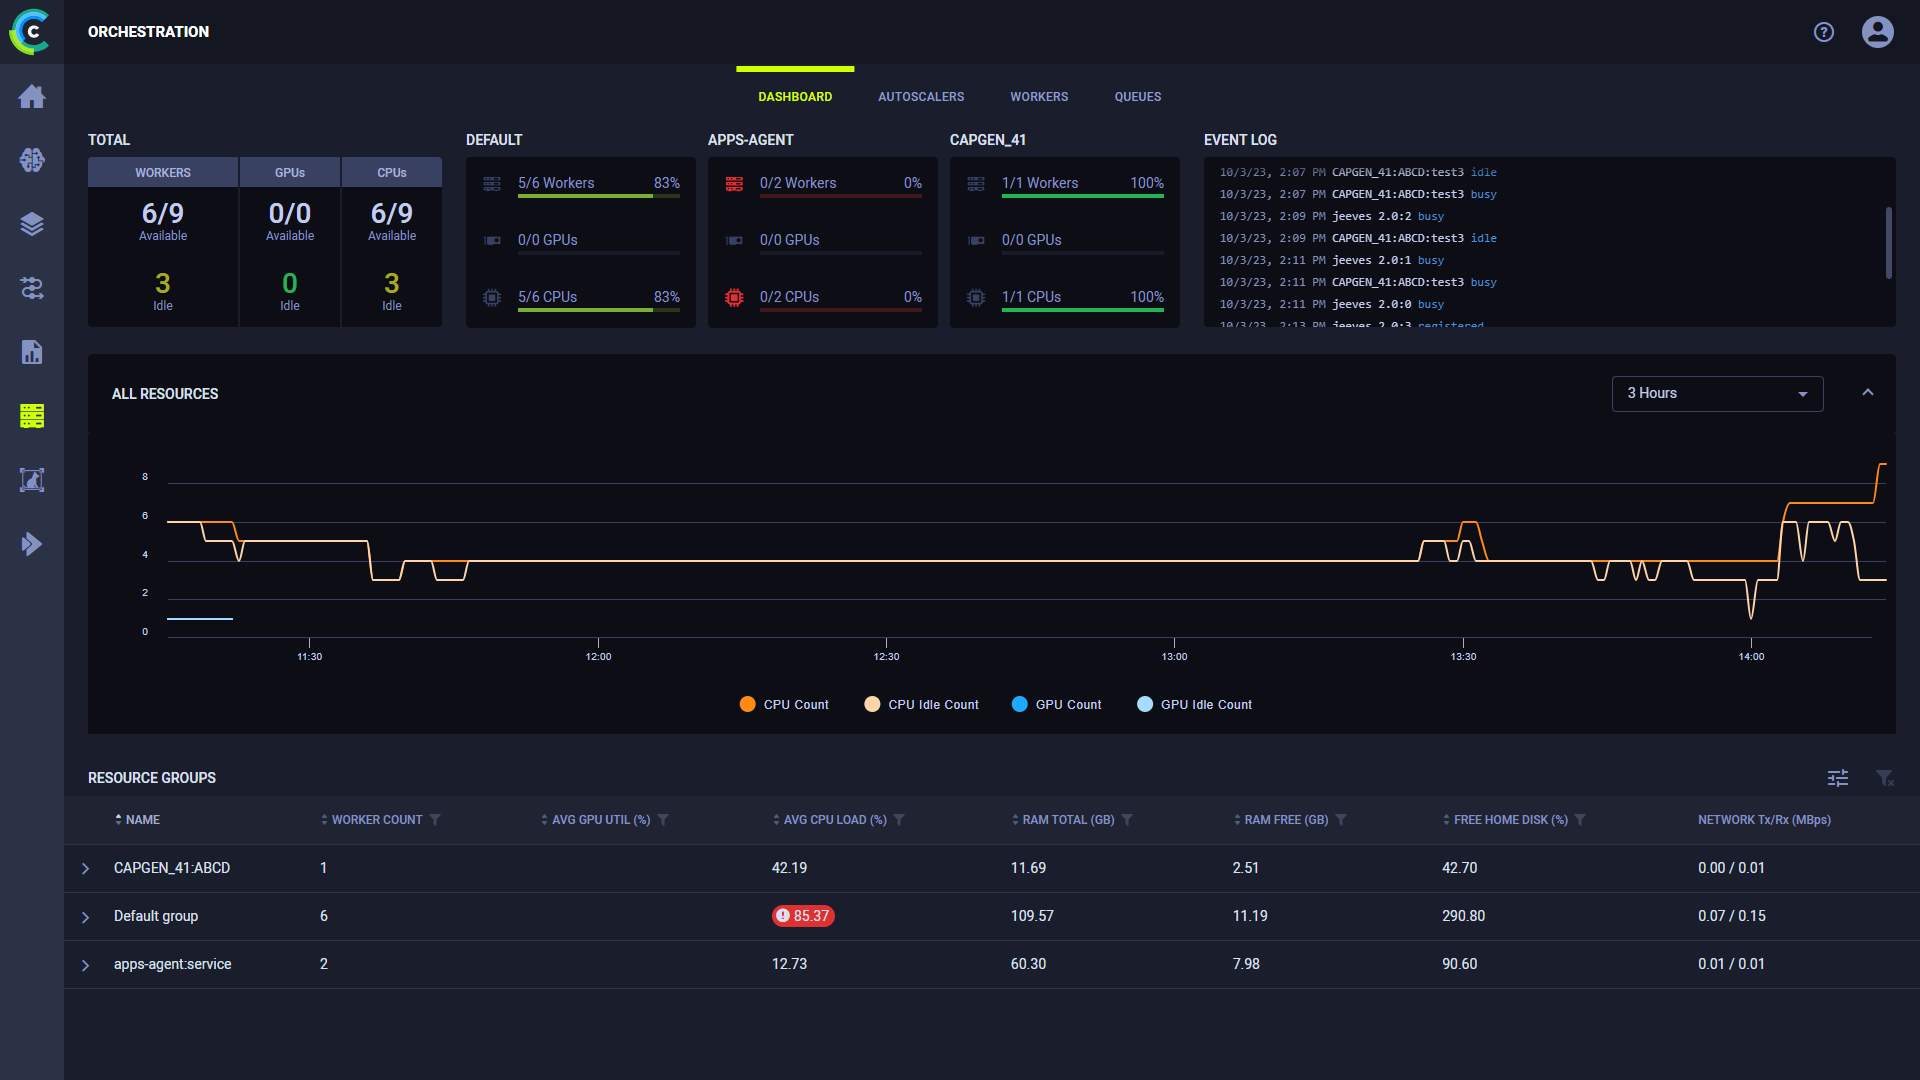 C
ORCHESTRATION
?
DASHBOARD AUTOSCALERS WORKERS QUEUES
TOTAL
WORKERS GPUs CPUs
6/9 0/0 6/9
Available Available Available
3 0 3
Idle Idle Idle
DEFAULT
5/6 Workers 83%
0/0 GPUs
5/6 CPUs 83%
APPS-AGENT
0/2 Workers 0%
0/0 GPUs
0/2 CPUs 0%
CAPGEN_41
1/1 Workers 100%
0/0 GPUs
1/1 CPUs 100%
EVENT LOG
10/3/23, 2:07 PM CAPGEN_41:ABCD:test3 idle
10/3/23, 2:07 PM CAPGEN_41:ABCD:test3 busy
10/3/23, 2:09 PM jeeves 2.0:2 busy
10/3/23, 2:09 PM CAPGEN_41:ABCD:test3 idle
10/3/23, 2:11 PM jeeves 2.0:1 busy
10/3/23, 2:11 PM CAPGEN_41:ABCD:test3 busy
10/3/23, 2:11 PM jeeves 2.0:0 busy
10/3/23, 2:13 PM jeeves 2.0:3 registered
ALL RESOURCES
3 Hours
8
6
4
2
0
11:30 12:00 12:30 13:00 13:30 14:00
CPU Count CPU Idle Count GPU Count GPU Idle Count
RESOURCE GROUPS
NAME WORKER COUNT AVG GPU UTIL (%) AVG CPU LOAD (%) RAM TOTAL (GB) RAM FREE (GB) FREE HOME DISK (%) NETWORK Tx/Rx (MBps)
CAPGEN_41:ABCD 1 42.19 11.69 2.51 42.70 0.00 / 0.01
Default group 6 ! 85.37 109.57 11.19 290.80 0.07 / 0.15
apps-agent:service 2 12.73 60.30 7.98 90.60 0.01 / 0.01